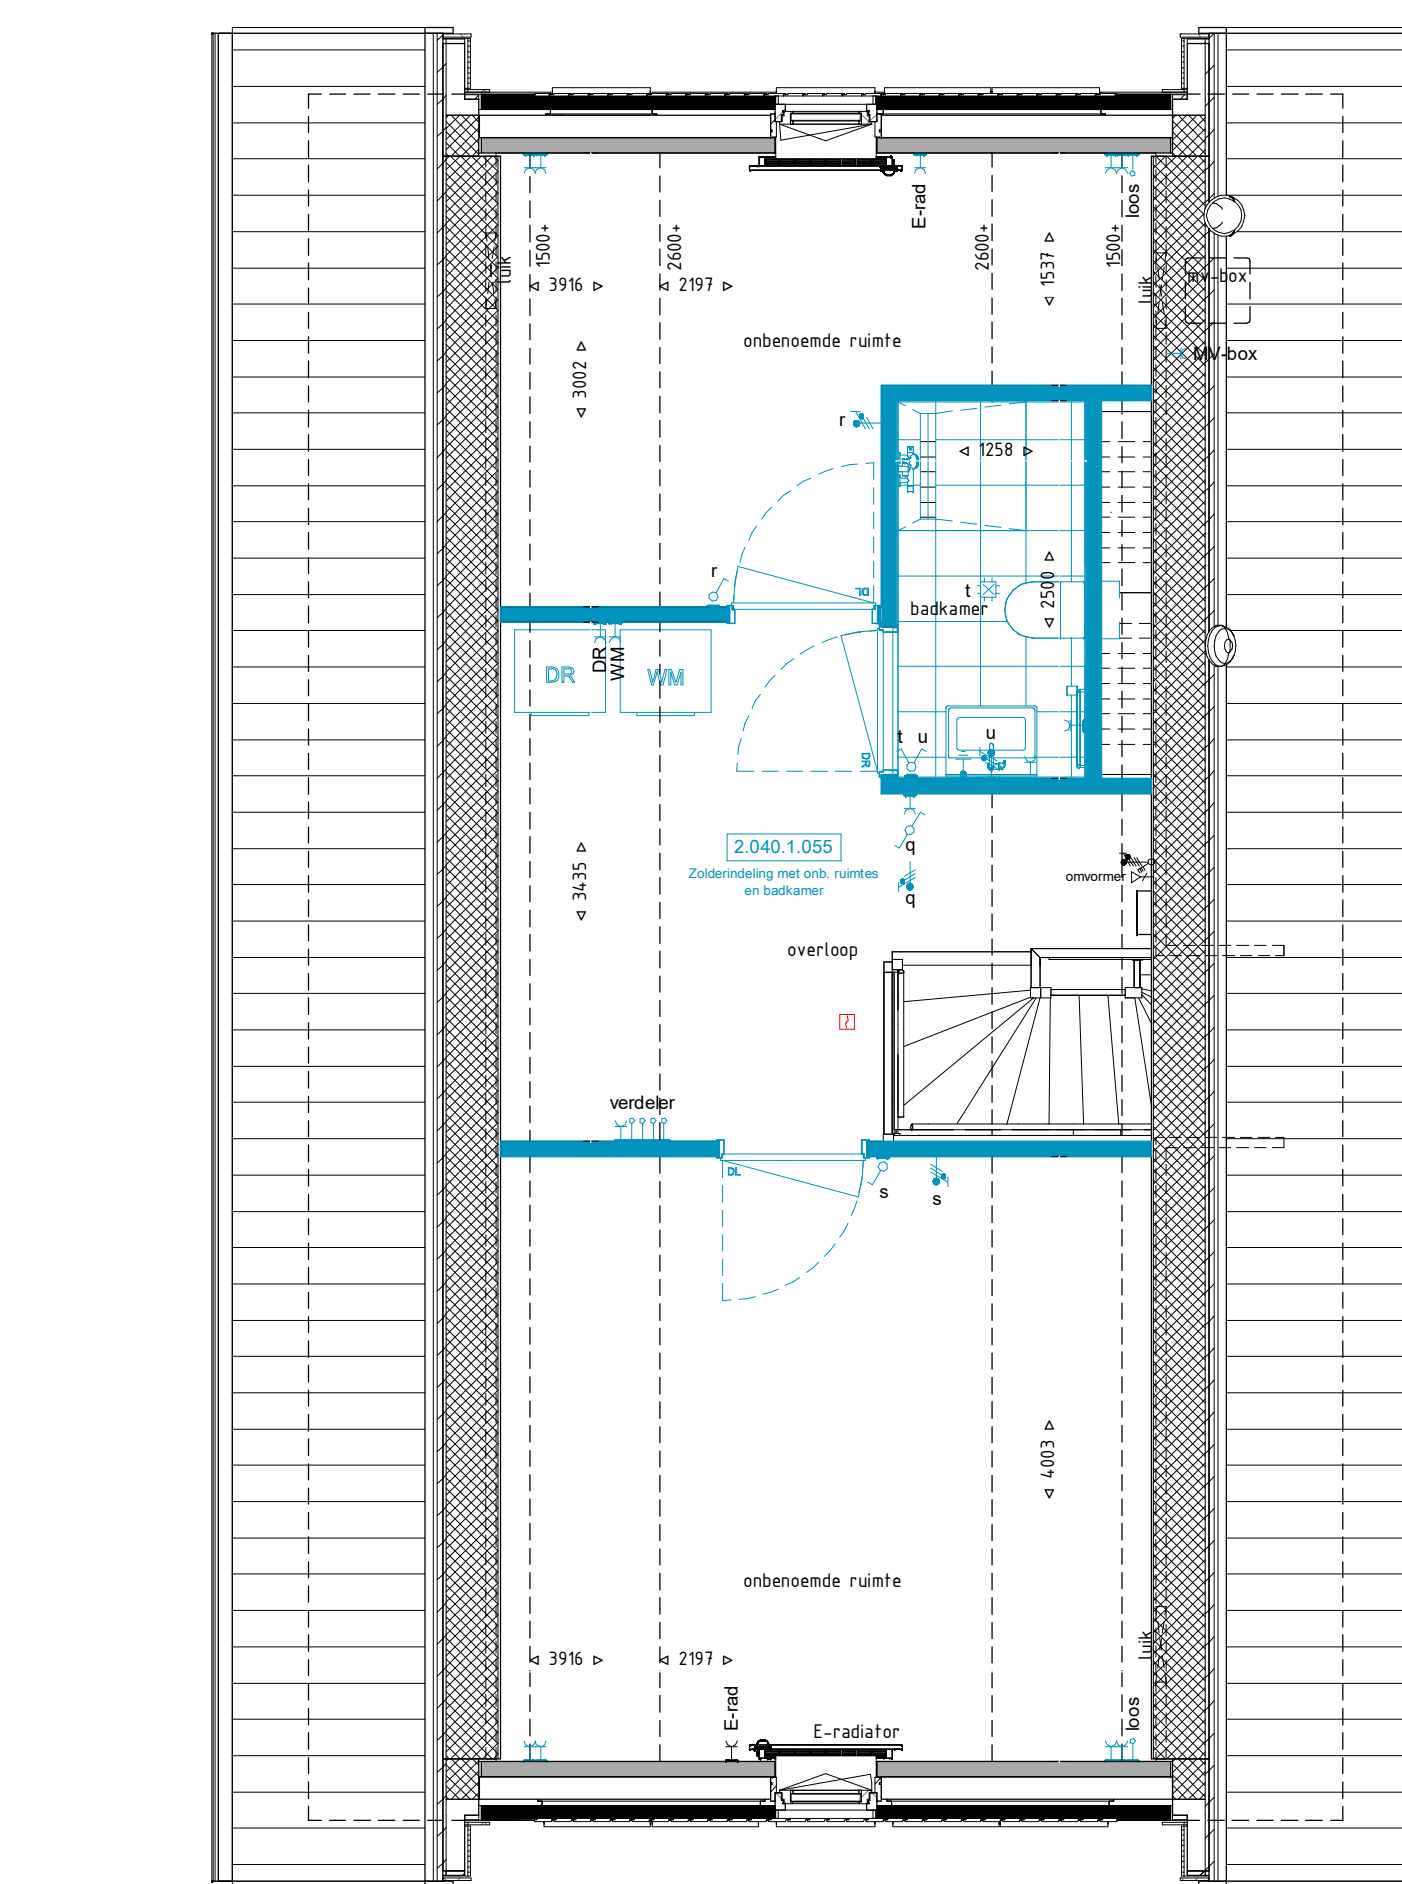 E-rad
loos
luik
1500+
2600+
2600+
1537
1500+
luik
mv-box
3916
2197
onbenoemde ruimte
MV-box
3002
r
1258
r
DL
t
2500
badkamer
DR
WM
DR
WM
t u
u
DR
2.040.1.055
Zolderindeling met onb. ruimtes
en badkamer
q
3435
omvormer
q
overloop
verdeler
DL
s
s
4003
onbenoemde ruimte
luik
3916
2197
E-rad
E-radiator
loos